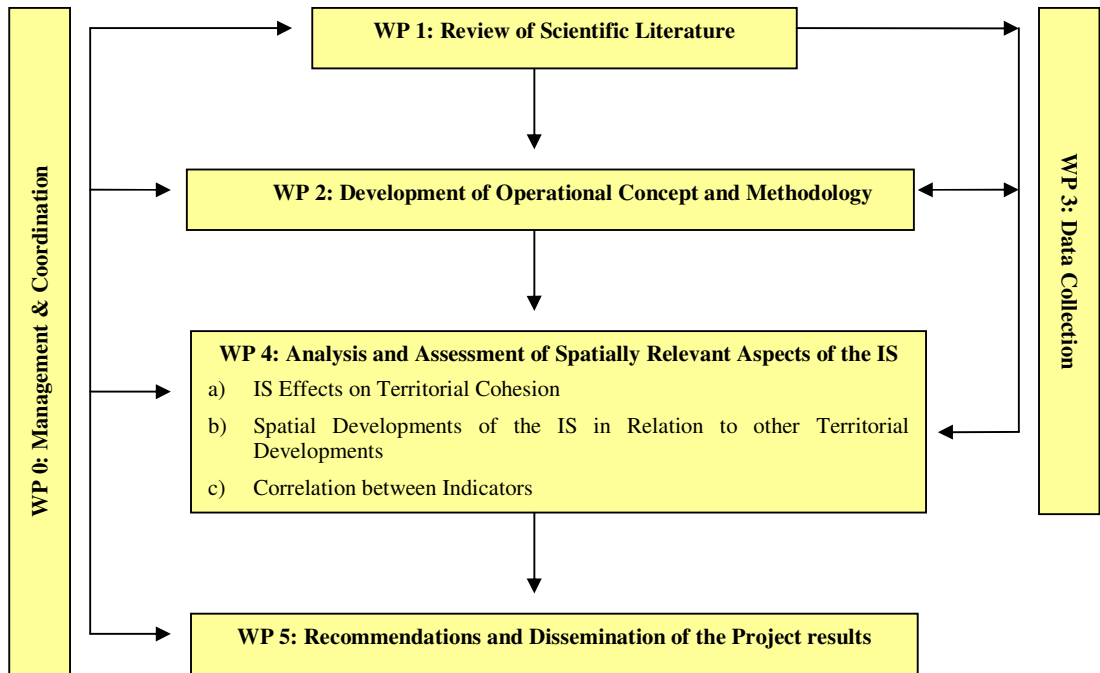 WP 0: Management & Coordination
WP 1: Review of Scientific Literature
WP 2: Development of Operational Concept and Methodology
WP 3: Data Collection
WP 4: Analysis and Assessment of Spatially Relevant Aspects of the IS
a) IS Effects on Territorial Cohesion
b) Spatial Developments of the IS in Relation to other Territorial
Developments
c) Correlation between Indicators
WP 5: Recommendations and Dissemination of the Project results